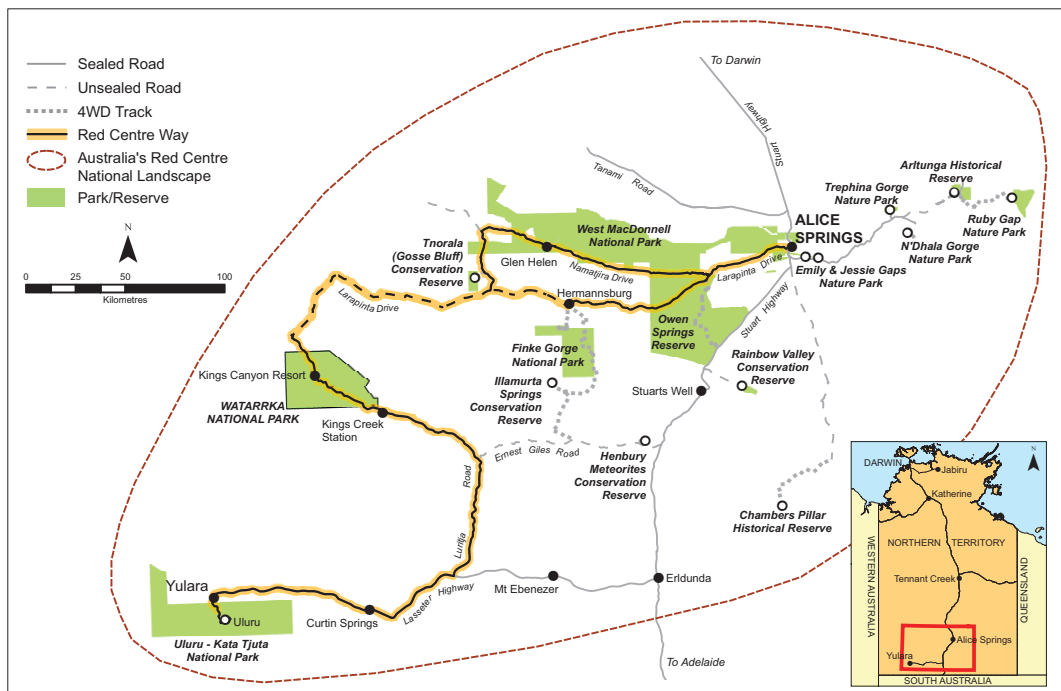 Sealed Road
Unsealed Road
4WD Track
Red Centre Way
Australia's Red Centre
National Landscape
Park/Reserve
N
0 25 50 100
Kilometres
To Darwin
Stuart Highway
Tanami Road
Arltunga Historical
Reserve
Trephina Gorge
Nature Park
Ruby Gap
Nature Park
N'Dhala Gorge
Nature Park
ALICE
SPRINGS
Emily & Jessie Gaps
Nature Park
West MacDonnell
National Park
Tnorala
(Gosse Bluff)
Conservation
Reserve
Glen Helen
Namatjira Drive
Larapinta Drive
Larapinta Drive
Hermannsburg
Stuart Highway
Owen
Springs
Reserve
Finke Gorge
National Park
Rainbow Valley
Conservation
Reserve
Kings Canyon Resort
Illamurta
Springs
Conservation
Reserve
Stuarts Well
WATARRKA
NATIONAL PARK
Kings Creek
Station
Ernest Giles Road
Henbury
Meteorites
Conservation
Reserve
Chambers Pillar
Historical Reserve
Luritja Road
Lasseter Highway
Mt Ebenezer
Erldunda
Yulara
Uluru
Curtin Springs
Uluru - Kata Tjuta
National Park
To Adelaide
N
DARWIN
Jabiru
Katherine
NORTHERN TERRITORY
WESTERN AUSTRALIA
QUEENSLAND
Tennant Creek
Alice Springs
Yulara
SOUTH AUSTRALIA